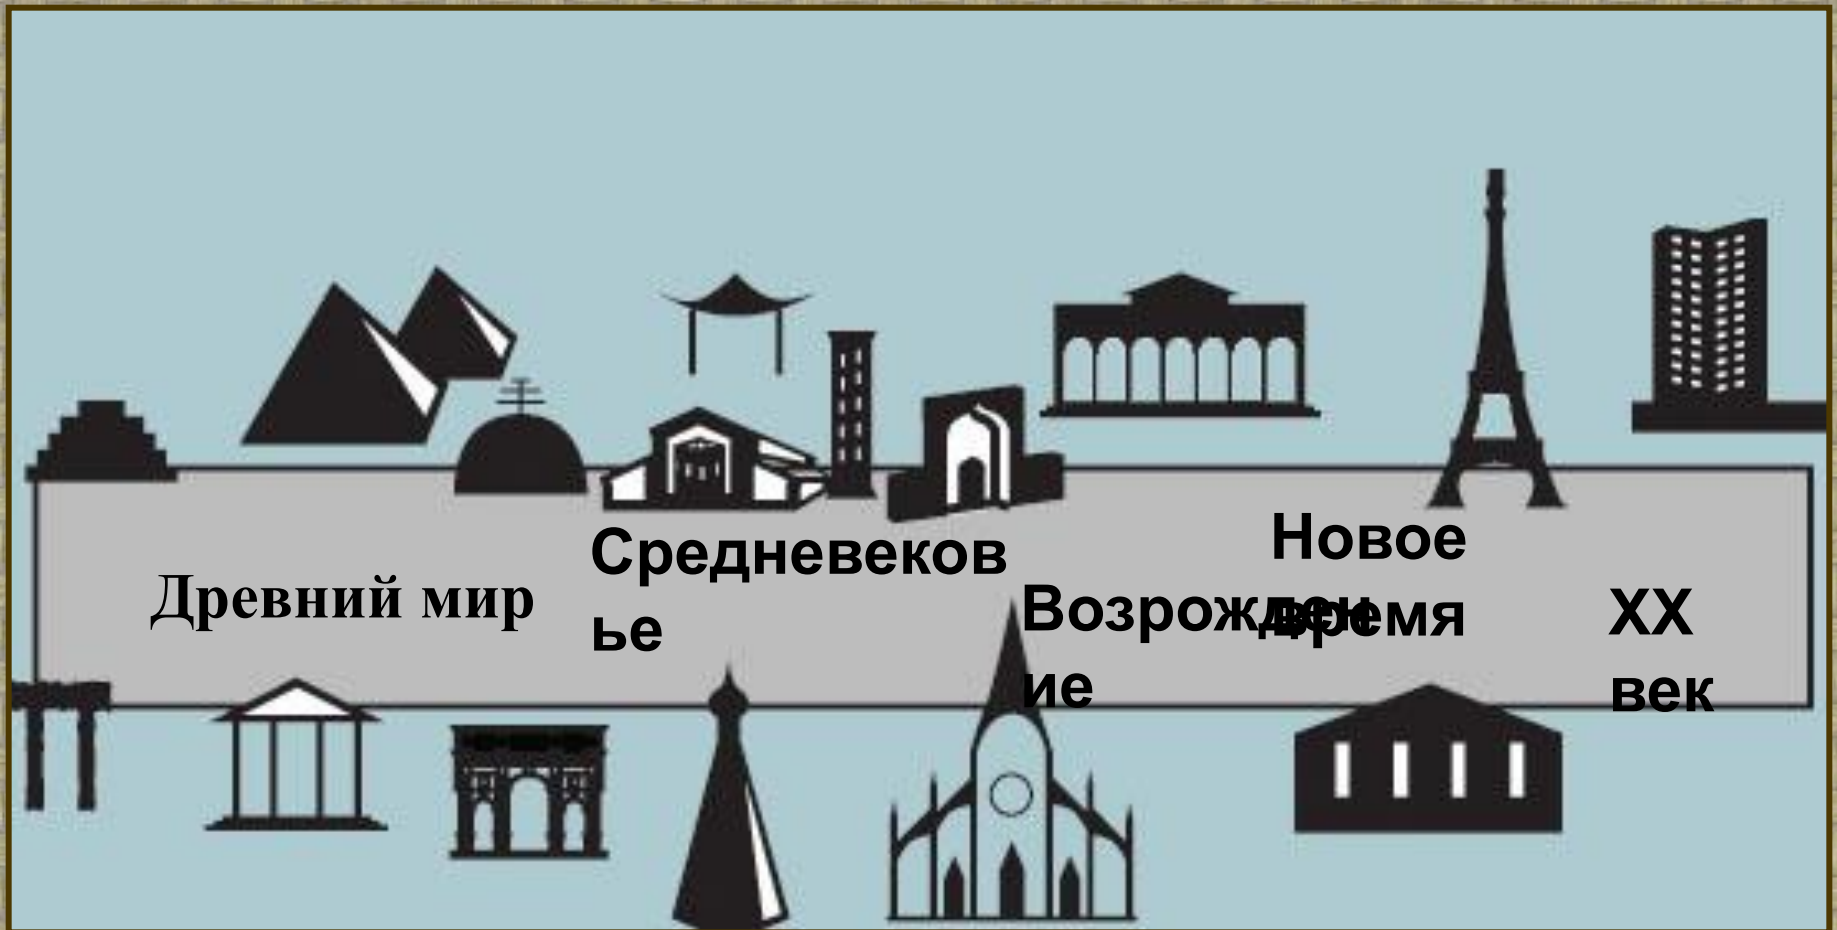 Древний мир
Средневеков
ье
Возрожден
ие
Новое
время
XX
век